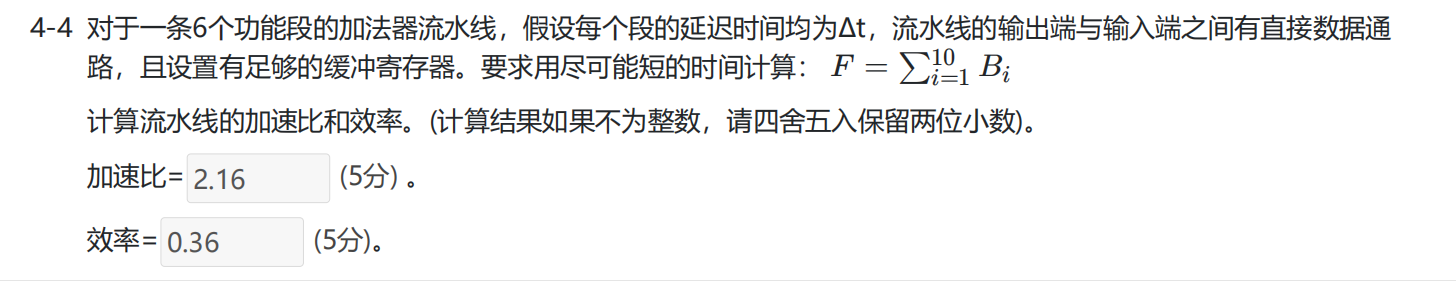 4-4 对于一条6个功能段的加法器流水线，假设每个段的延迟时间均为Δt，流水线的输出端与输入端之间有直接数据通
路，且设置有足够的缓冲寄存器。要求用尽可能短的时间计算： $F = \sum_{i=1}^{10} B_i$
计算流水线的加速比和效率。(计算结果如果不为整数，请四舍五入保留两位小数)。
加速比= 2.16 (5分) 。
效率= 0.36 (5分)。